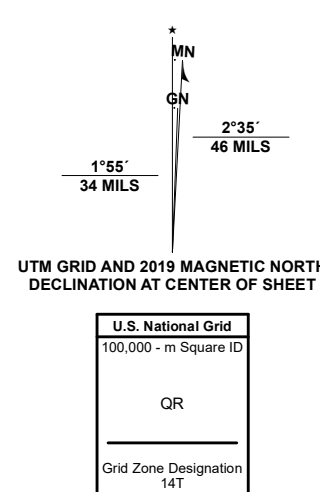 ★
MN
GN
2°35´
46 MILS
1°55´
34 MILS
UTM GRID AND 2019 MAGNETIC NORTH
DECLINATION AT CENTER OF SHEET
U.S. National Grid
100,000 - m Square ID
QR
Grid Zone Designation
14T